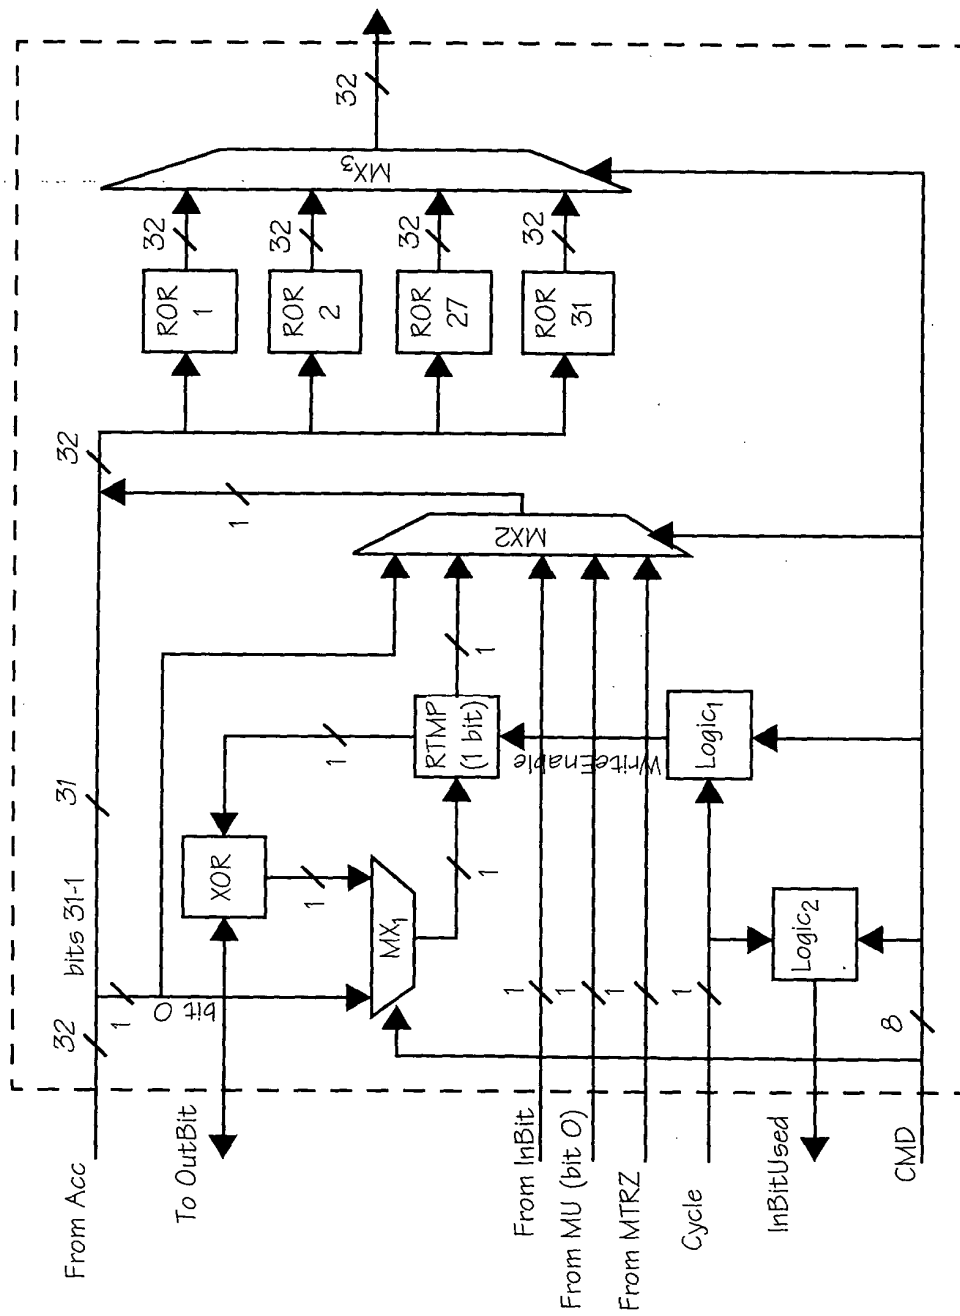 From Acc
32
1
bit 0
bits 31-1
31
32
To OutBit
XOR
1
1
MX1
1
RTMP
(1 bit)
1
WriteEnable
From InBit
1
From MU (bit 0)
1
From MTRZ
1
Cycle
1
Logic1
InBitUsed
Logic2
CMD
8
MX2
1
ROR
1
32
ROR
2
32
ROR
27
32
ROR
31
32
MX3
32